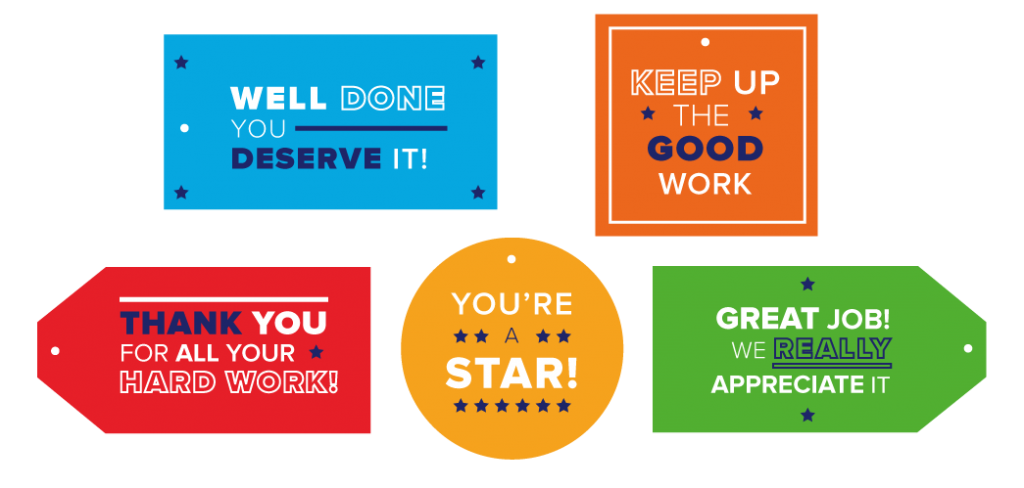 WELL DONE
YOU
DESERVE IT!
KEEP UP
THE
GOOD
WORK
THANK YOU
FOR ALL YOUR
HARD WORK!
YOU'RE
A
STAR!
GREAT JOB!
WE REALLY
APPRECIATE IT